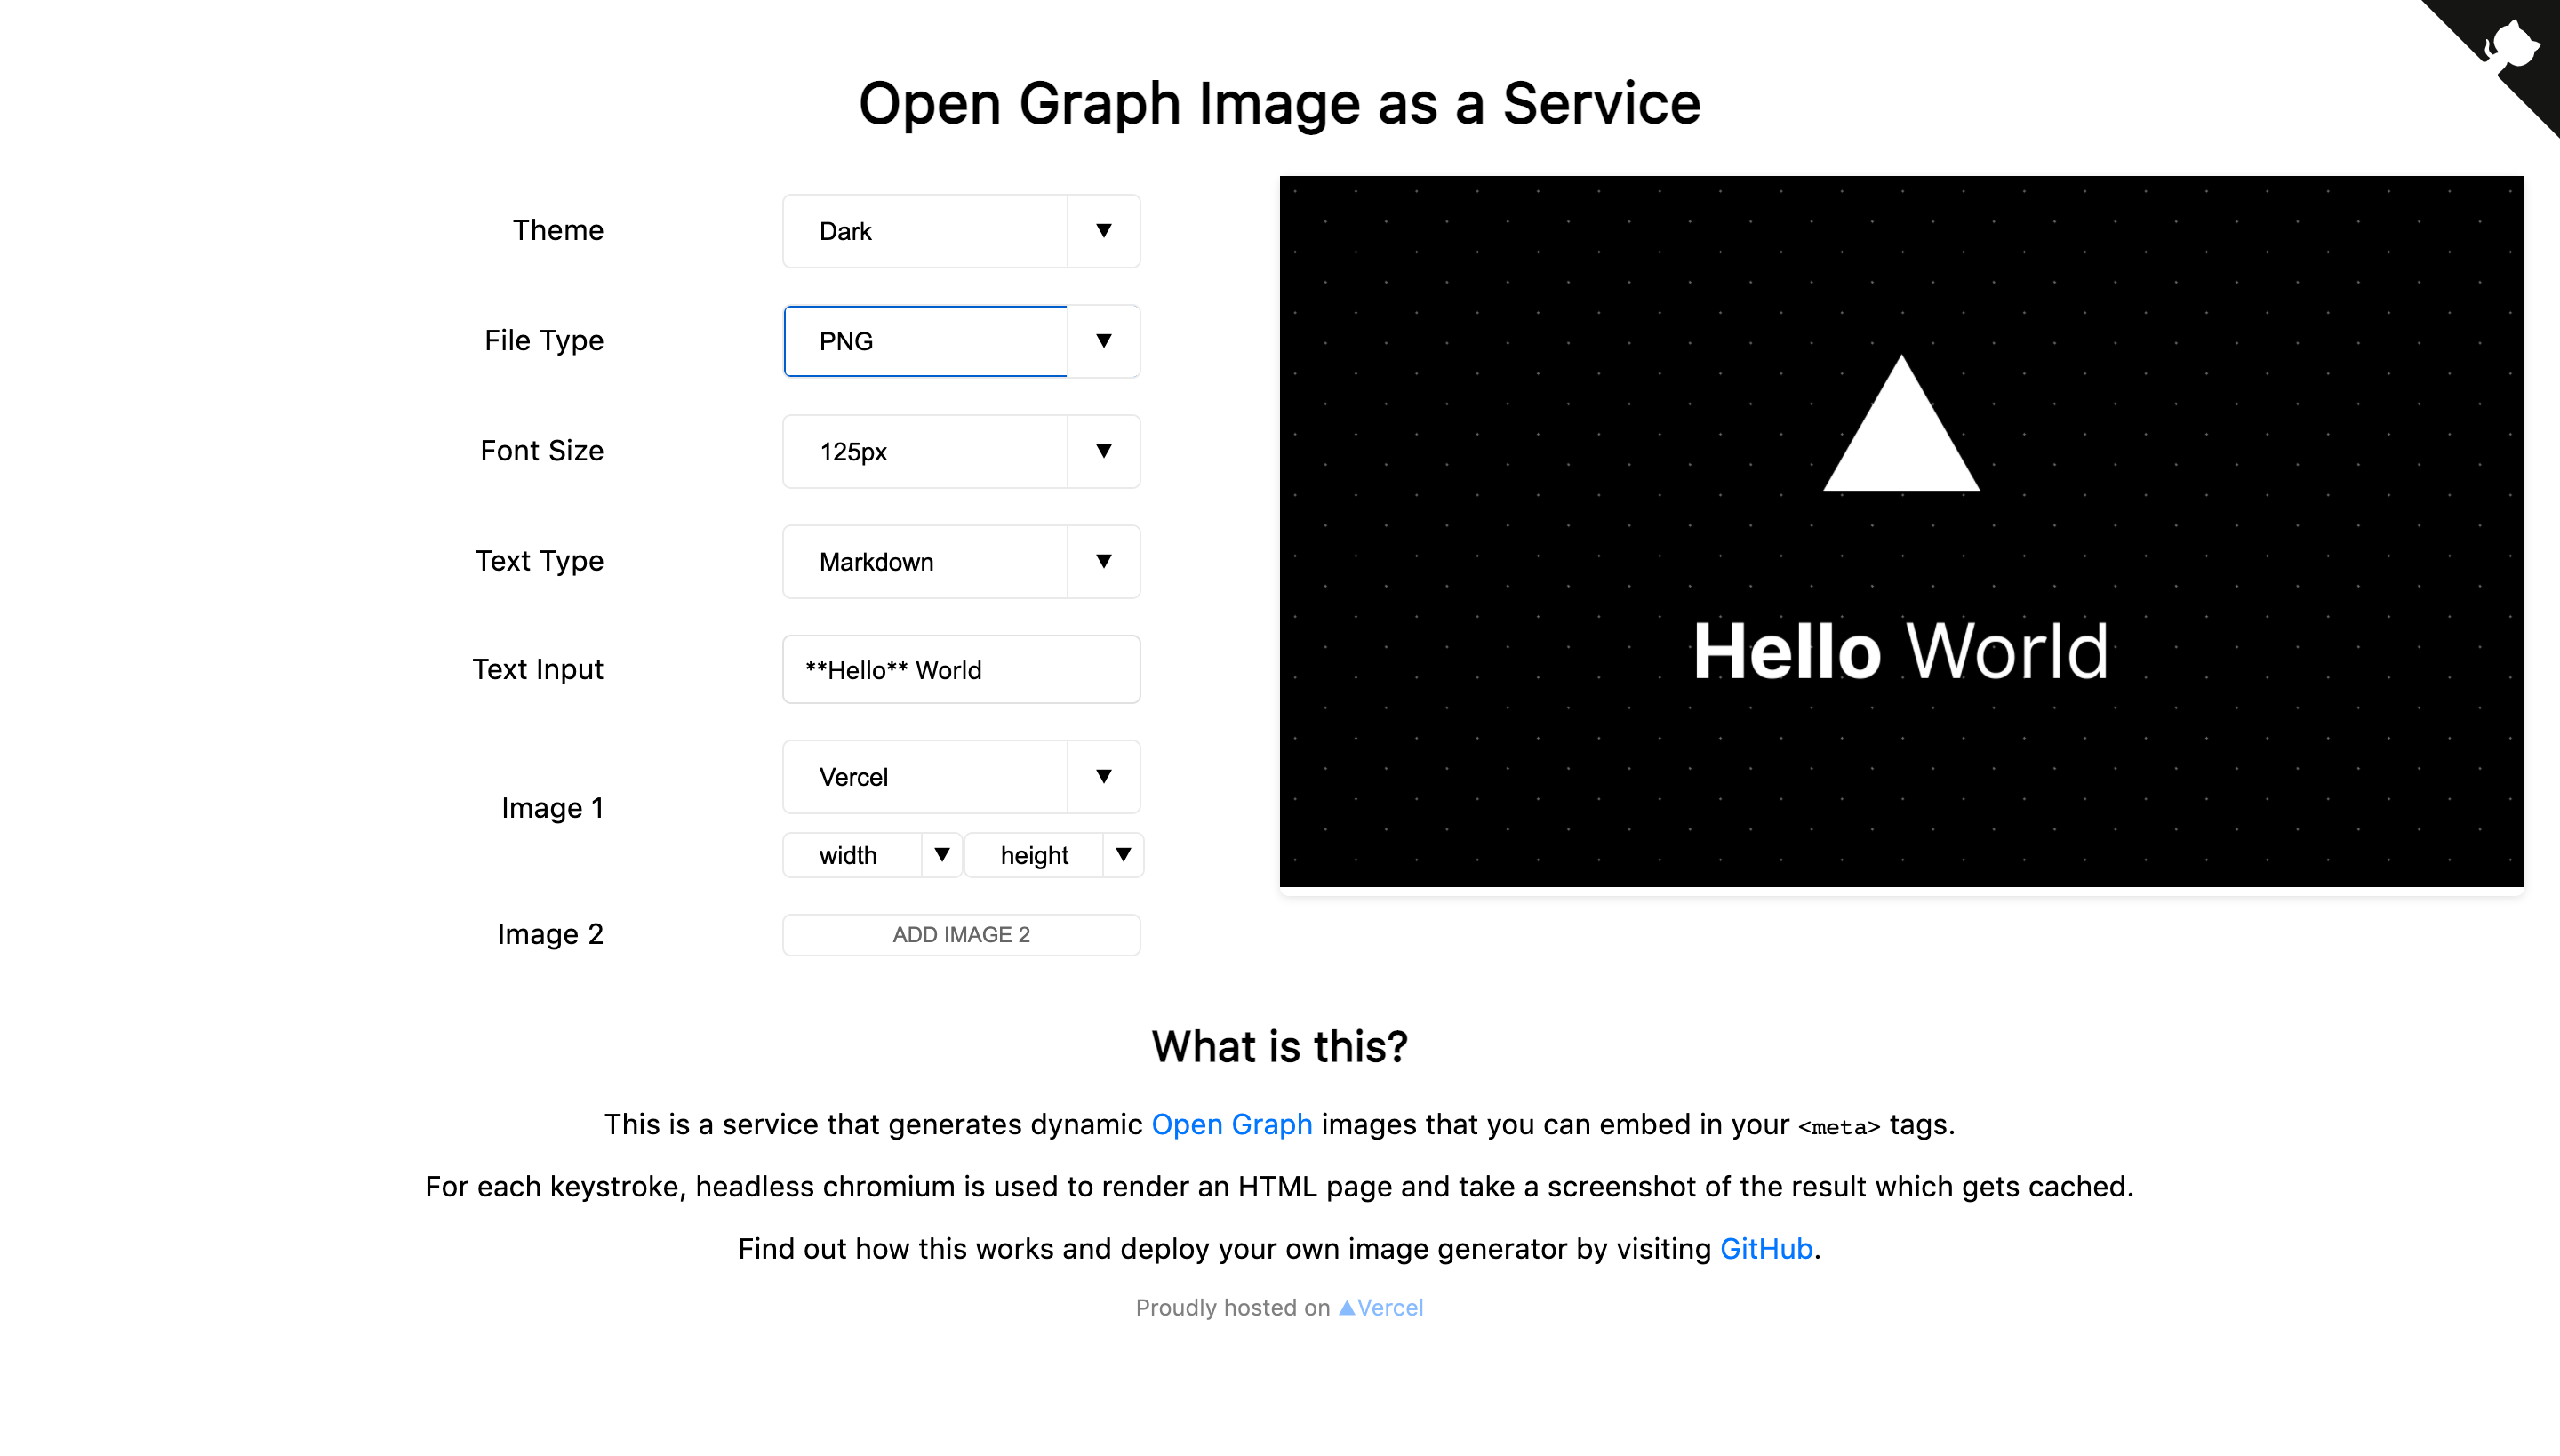 Open Graph Image as a Service
Theme
Dark
File Type
PNG
Font Size
125px
Text Type
Markdown
Text Input
**Hello** World
Image 1
Vercel
width
height
Image 2
ADD IMAGE 2
Hello World
What is this?
This is a service that generates dynamic Open Graph images that you can embed in your <meta> tags.
For each keystroke, headless chromium is used to render an HTML page and take a screenshot of the result which gets cached.
Find out how this works and deploy your own image generator by visiting GitHub.
Proudly hosted on ▲Vercel